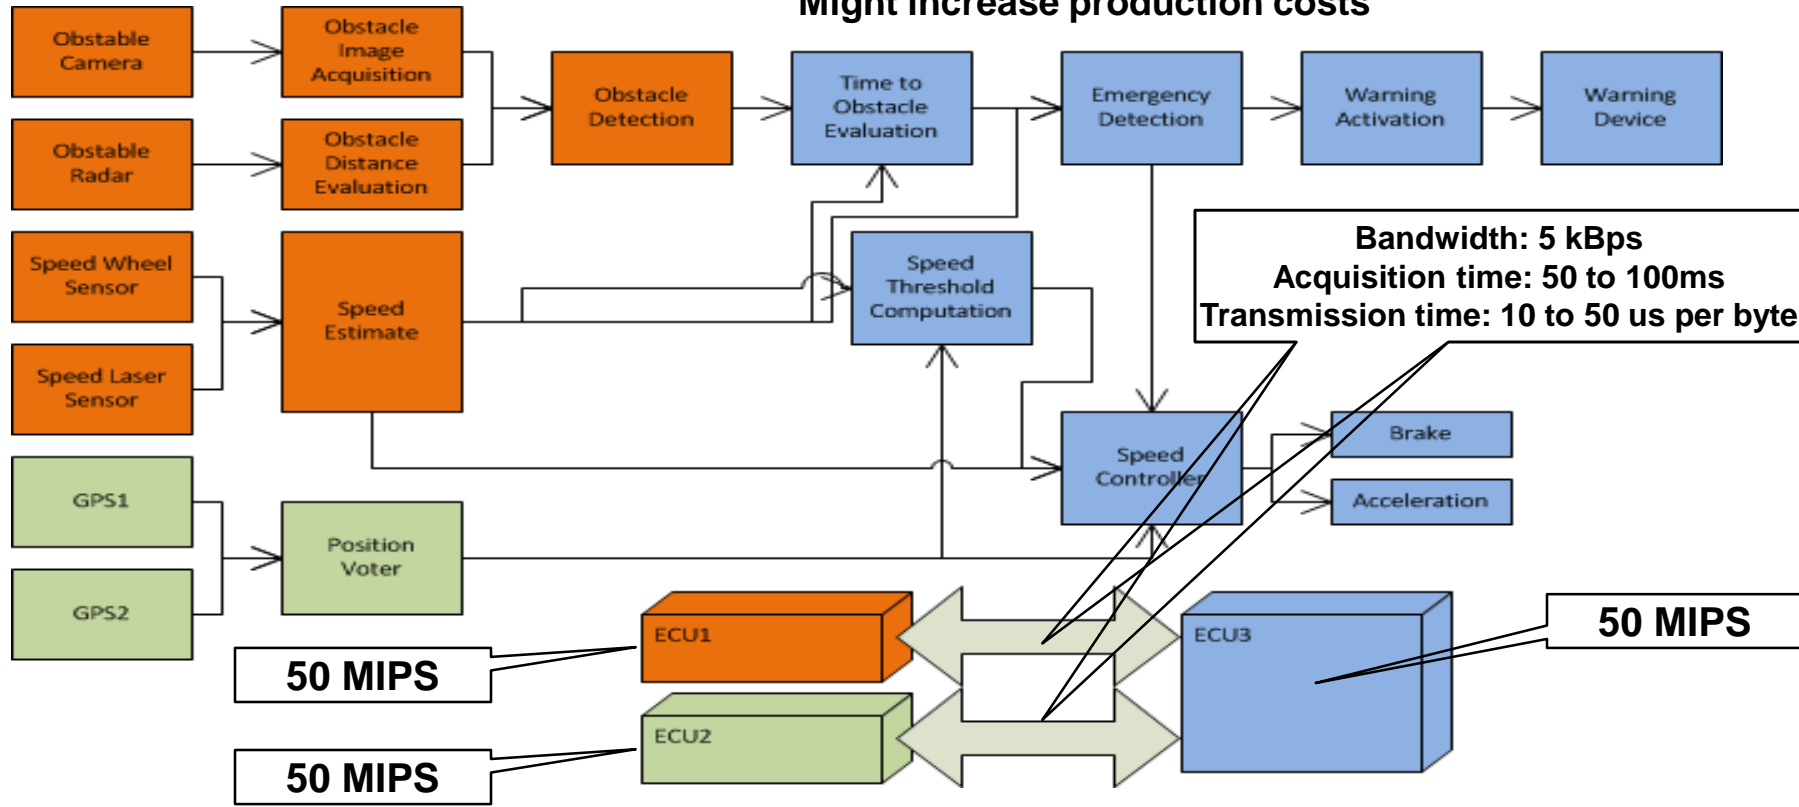 Might increase production costs
Obstable
Camera
Obstacle
Image
Acquisition
Obstacle
Detection
Time to
Obstacle
Evaluation
Emergency
Detection
Warning
Activation
Warning
Device
Obstable
Radar
Obstacle
Distance
Evaluation
Speed Wheel
Sensor
Speed
Estimate
Speed
Threshold
Computation
Bandwidth: 5 kBps
Acquisition time: 50 to 100ms
Transmission time: 10 to 50 us per byte
Speed Laser
Sensor
Speed
Controller
Brake
Acceleration
GPS1
Position
Voter
GPS2
ECU1
ECU3
50 MIPS
50 MIPS
ECU2
50 MIPS